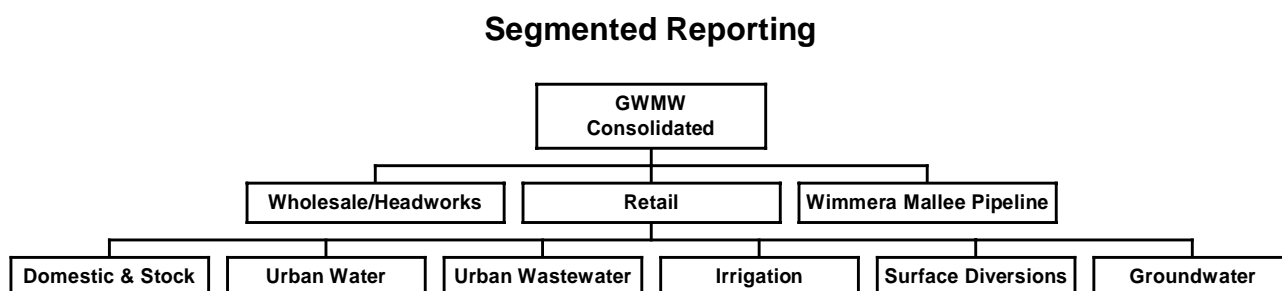 Segmented Reporting
GWMW
Consolidated
Wholesale/Headworks
Retail
Wimmera Mallee Pipeline
Domestic & Stock
Urban Water
Urban Wastewater
Irrigation
Surface Diversions
Groundwater